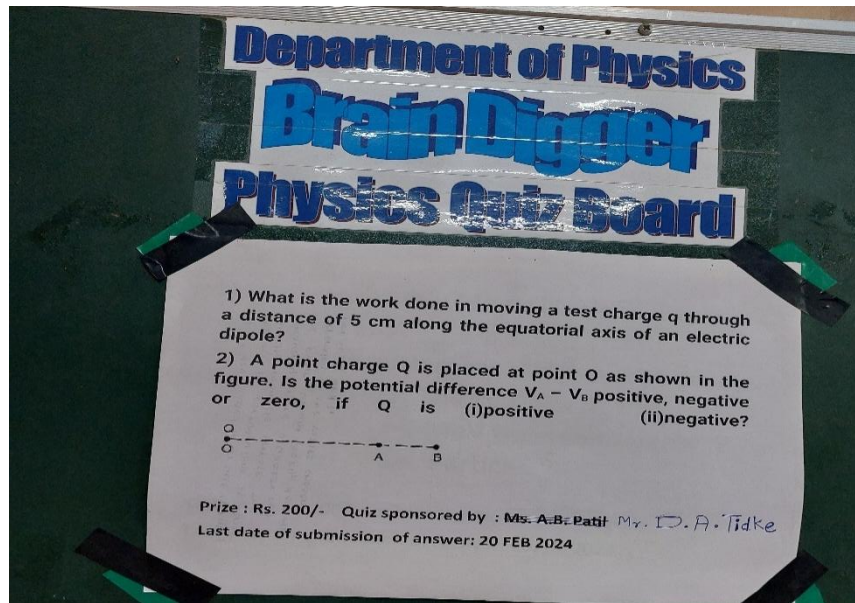 Department of Physics
Brain Digger
Physics Quiz Board
1) What is the work done in moving a test charge q through
a distance of 5 cm along the equatorial axis of an electric
dipole?
2) A point charge Q is placed at point O as shown in the
figure. Is the potential difference VA – VB positive, negative
or zero, if Q is (i)positive (ii)negative?
Q
O A B
Prize : Rs. 200/- Quiz sponsored by : Ms. A.B. Patil Mr. D. A. Tidke
Last date of submission of answer: 20 FEB 2024